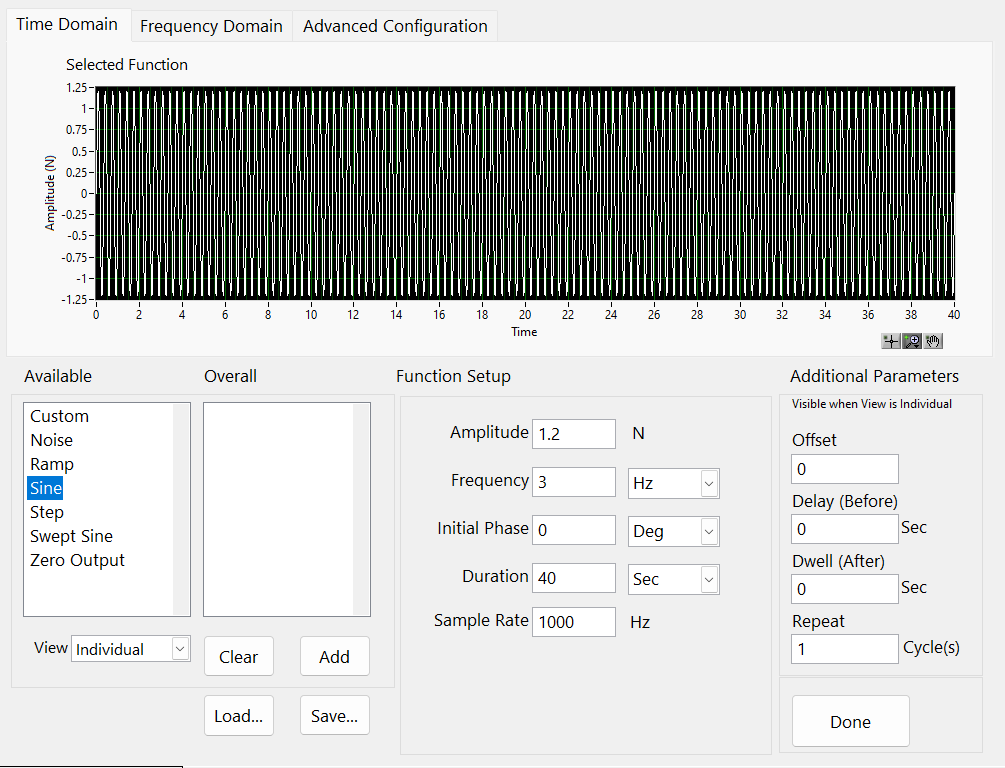 Time Domain Frequency Domain Advanced Configuration
Selected Function
1.25
1
0.75
0.5
0.25
0
-0.25
-0.5
-0.75
-1
-1.25
Amplitude (N)
0 2 4 6 8 10 12 14 16 18 20 22 24 26 28 30 32 34 36 38 40
Time
Available
Custom
Noise
Ramp
Sine
Step
Swept Sine
Zero Output
View Individual
Overall
Clear Add
Load... Save...
Function Setup
Amplitude 1.2 N
Frequency 3 Hz
Initial Phase 0 Deg
Duration 40 Sec
Sample Rate 1000 Hz
Additional Parameters
Visible when View is Individual
Offset
0
Delay (Before)
0 Sec
Dwell (After)
0 Sec
Repeat
1 Cycle(s)
Done